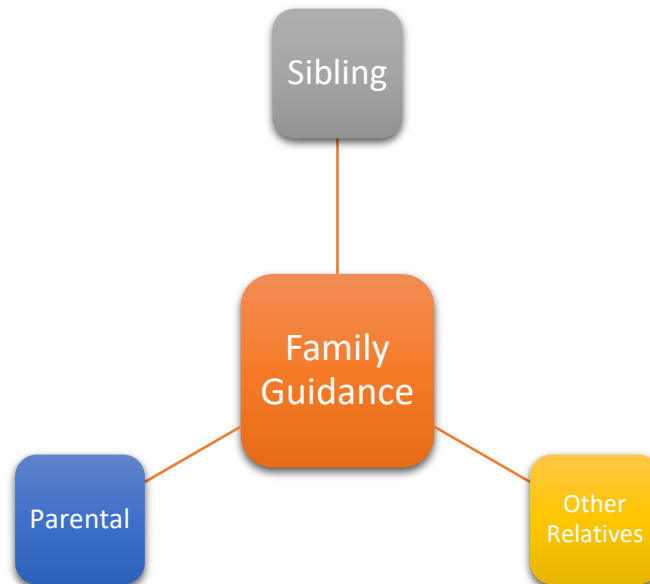 Sibling
Family
Guidance
Parental
Other
Relatives